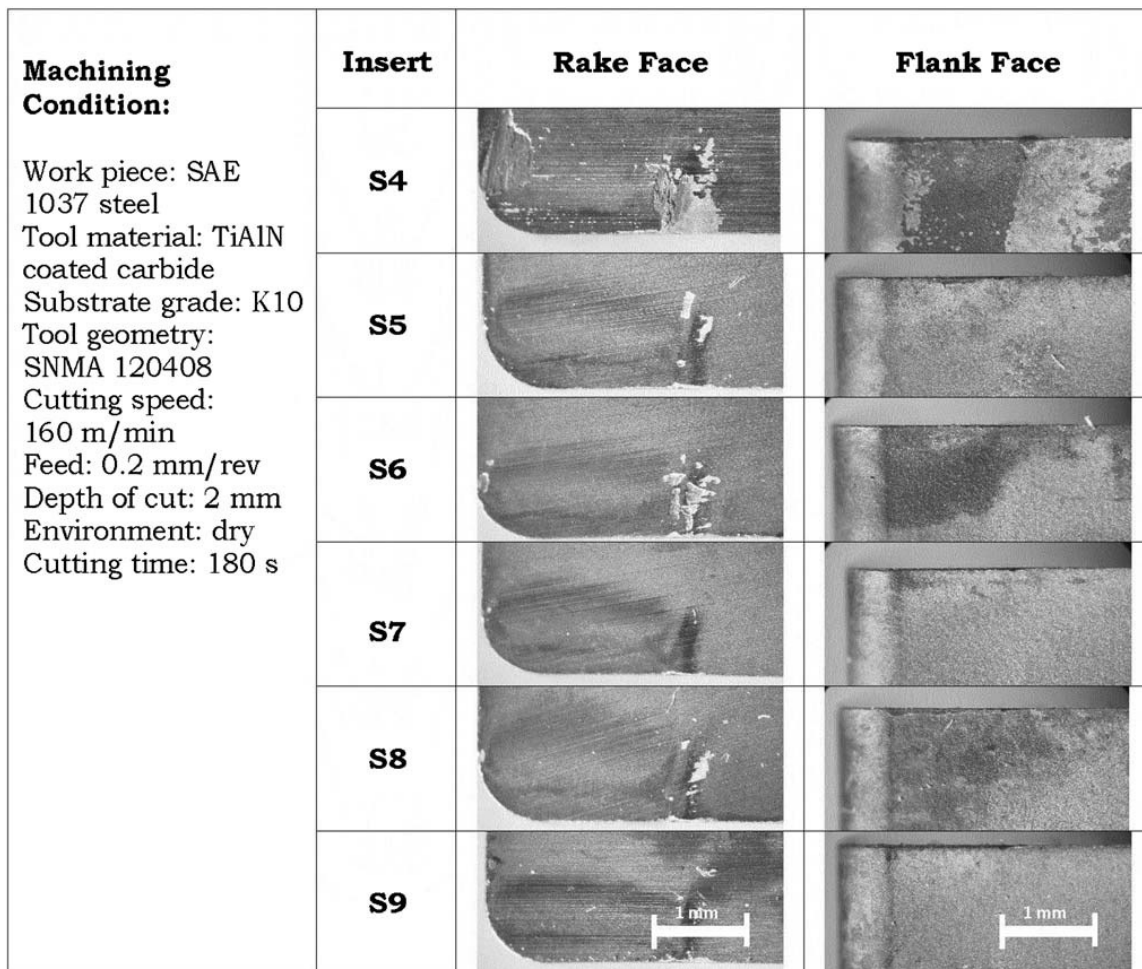 Machining
Condition:
Work piece: SAE
1037 steel
Tool material: TiAlN
coated carbide
Substrate grade: K10
Tool geometry:
SNMA 120408
Cutting speed:
160 m/min
Feed: 0.2 mm/rev
Depth of cut: 2 mm
Environment: dry
Cutting time: 180 s
Insert
Rake Face
Flank Face
S4
S5
S6
S7
S8
S9
1 mm
1 mm